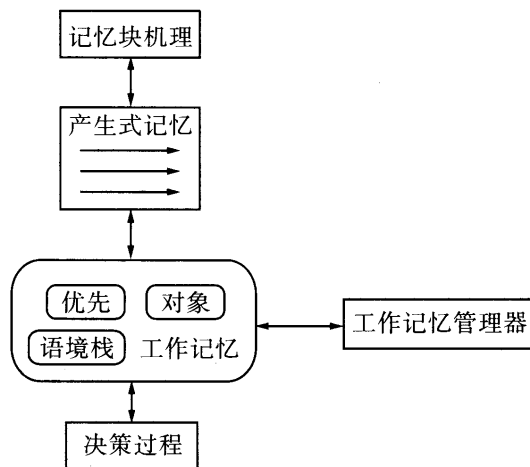 记忆块机理
产生式记忆
优先
对象
语境栈
工作记忆
工作记忆管理器
决策过程